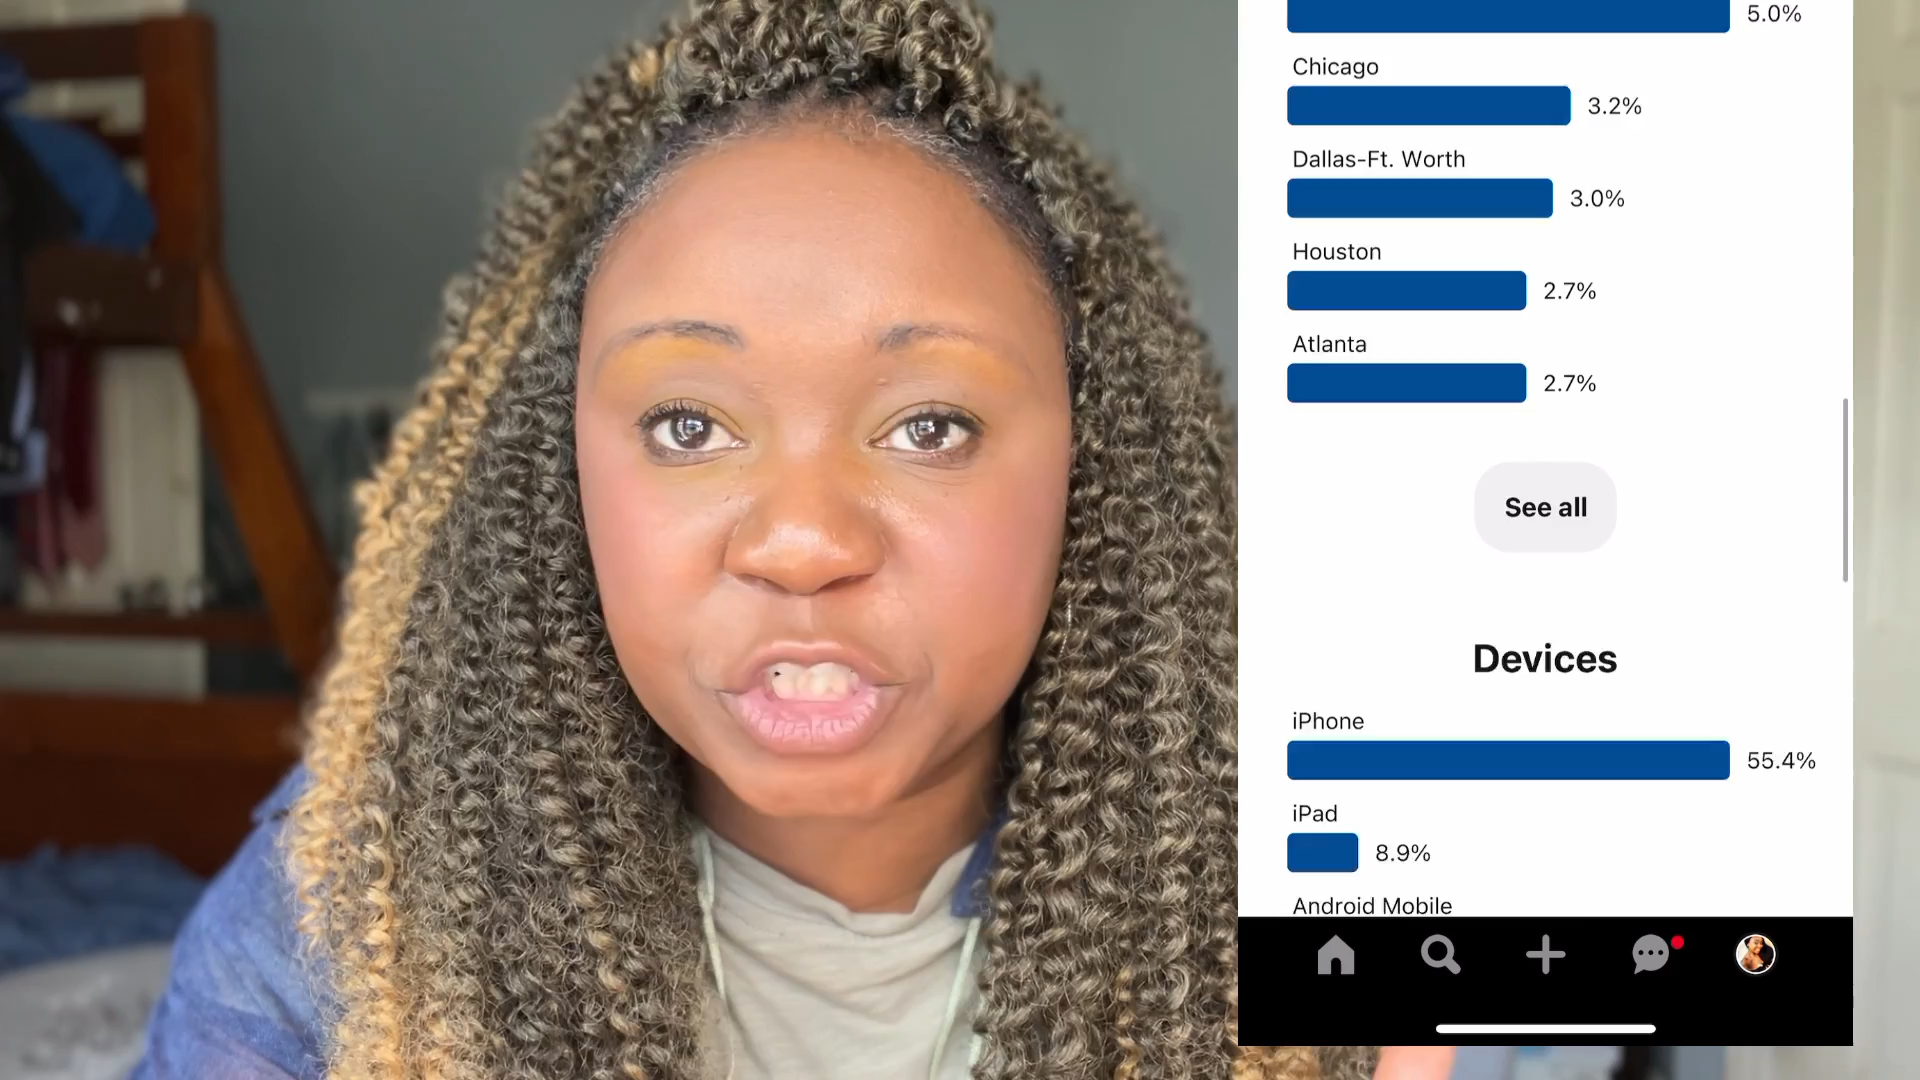 5.0%
Chicago
3.2%
Dallas-Ft. Worth
3.0%
Houston
2.7%
Atlanta
2.7%
See all
Devices
iPhone
55.4%
iPad
8.9%
Android Mobile